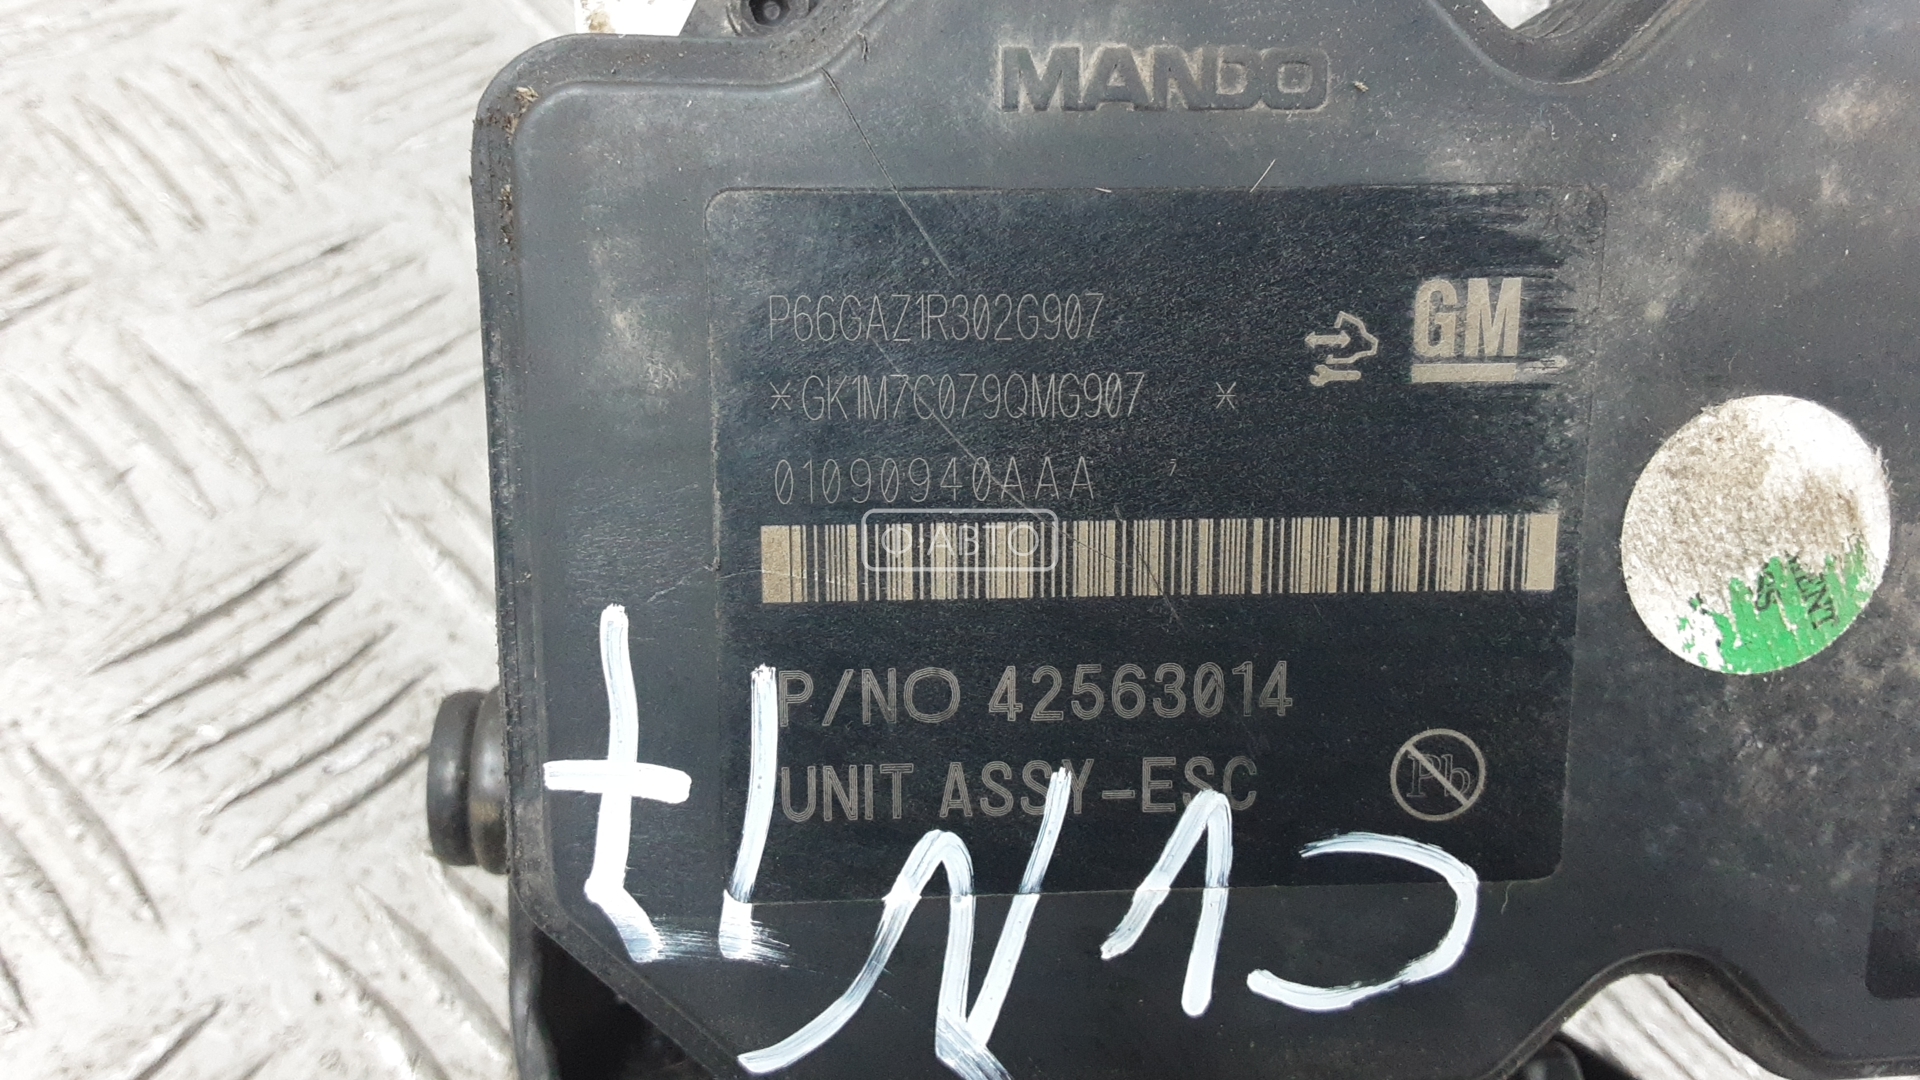 MANDO
P66GAZ1R302G907
GM
*GK1M7C079QMG907 *
01090940AAA
О-АВТО
P/NO 42563014
UNIT ASSY-ESC
Pb